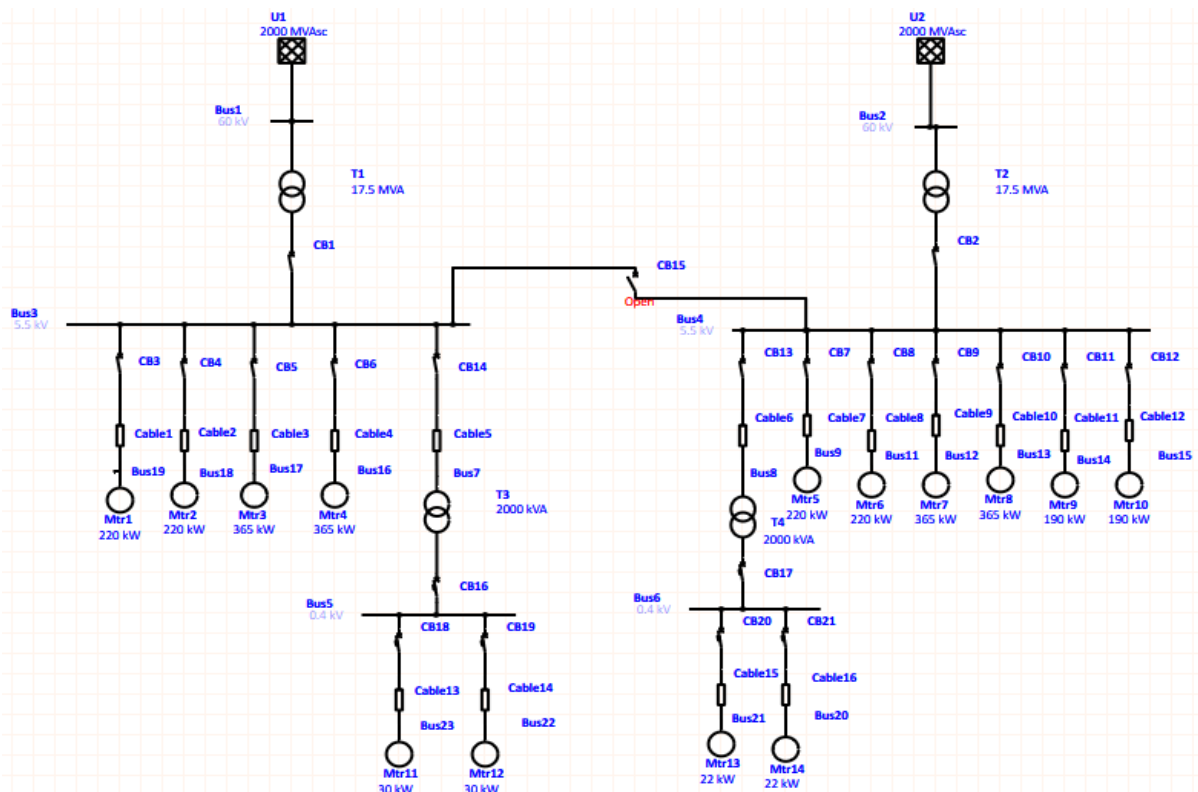 U1
2000 MVAsc
U2
2000 MVAsc
Bus1
60 kV
Bus2
60 kV
T1
17.5 MVA
T2
17.5 MVA
CB1
CB2
CB15
Open
Bus3
5.5 kV
Bus4
5.5 kV
CB3
CB4
CB5
CB6
CB14
CB13
CB7
CB8
CB9
CB10
CB11
CB12
Cable1
Cable2
Cable3
Cable4
Cable5
Cable6
Cable7
Cable8
Cable9
Cable10
Cable11
Cable12
Bus19
Bus18
Bus17
Bus16
Bus7
Bus8
Bus9
Bus11
Bus12
Bus13
Bus14
Bus15
Mtr1
220 kW
Mtr2
220 kW
Mtr3
365 kW
Mtr4
365 kW
T3
2000 kVA
T4
2000 kVA
Mtr5
220 kW
Mtr6
220 kW
Mtr7
365 kW
Mtr8
365 kW
Mtr9
190 kW
Mtr10
190 kW
CB16
CB17
Bus5
0.4 kV
Bus6
0.4 kV
CB18
CB19
CB20
CB21
Cable13
Cable14
Cable15
Cable16
Bus23
Bus22
Bus21
Bus20
Mtr11
30 kW
Mtr12
30 kW
Mtr13
22 kW
Mtr14
22 kW